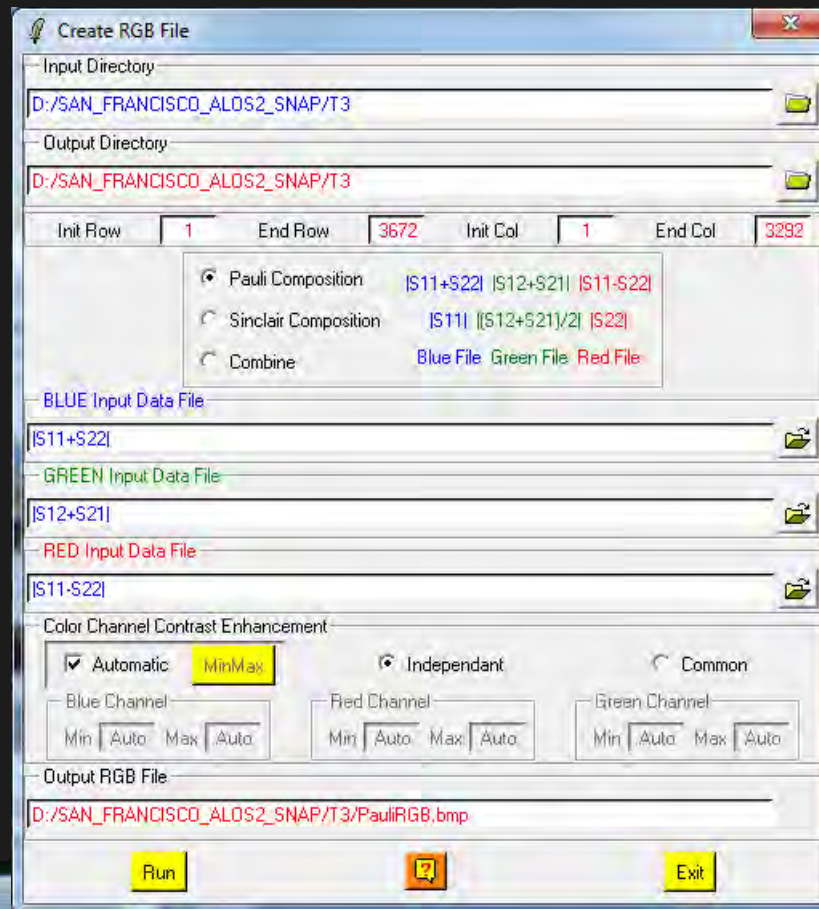 Create RGB File
Input Directory
D:/SAN_FRANCISCO_ALOS2_SNAP/T3
Output Directory
D:/SAN_FRANCISCO_ALOS2_SNAP/T3
Init Row 1 End Row 3672 Init Col 1 End Col 3292
Pauli Composition |S11+S22| |S12+S21| |S11-S22|
Sinclair Composition |S11| |(S12+S21)/2| |S22|
Combine Blue File Green File Red File
BLUE Input Data File
|S11+S22|
GREEN Input Data File
|S12+S21|
RED Input Data File
|S11-S22|
Color Channel Contrast Enhancement
Automatic MinMax Independant Common
Blue Channel Red Channel Green Channel
Min Auto Max Auto Min Auto Max Auto Min Auto Max Auto
Output RGB File
D:/SAN_FRANCISCO_ALOS2_SNAP/T3/PauliRGB.bmp
Run ? Exit